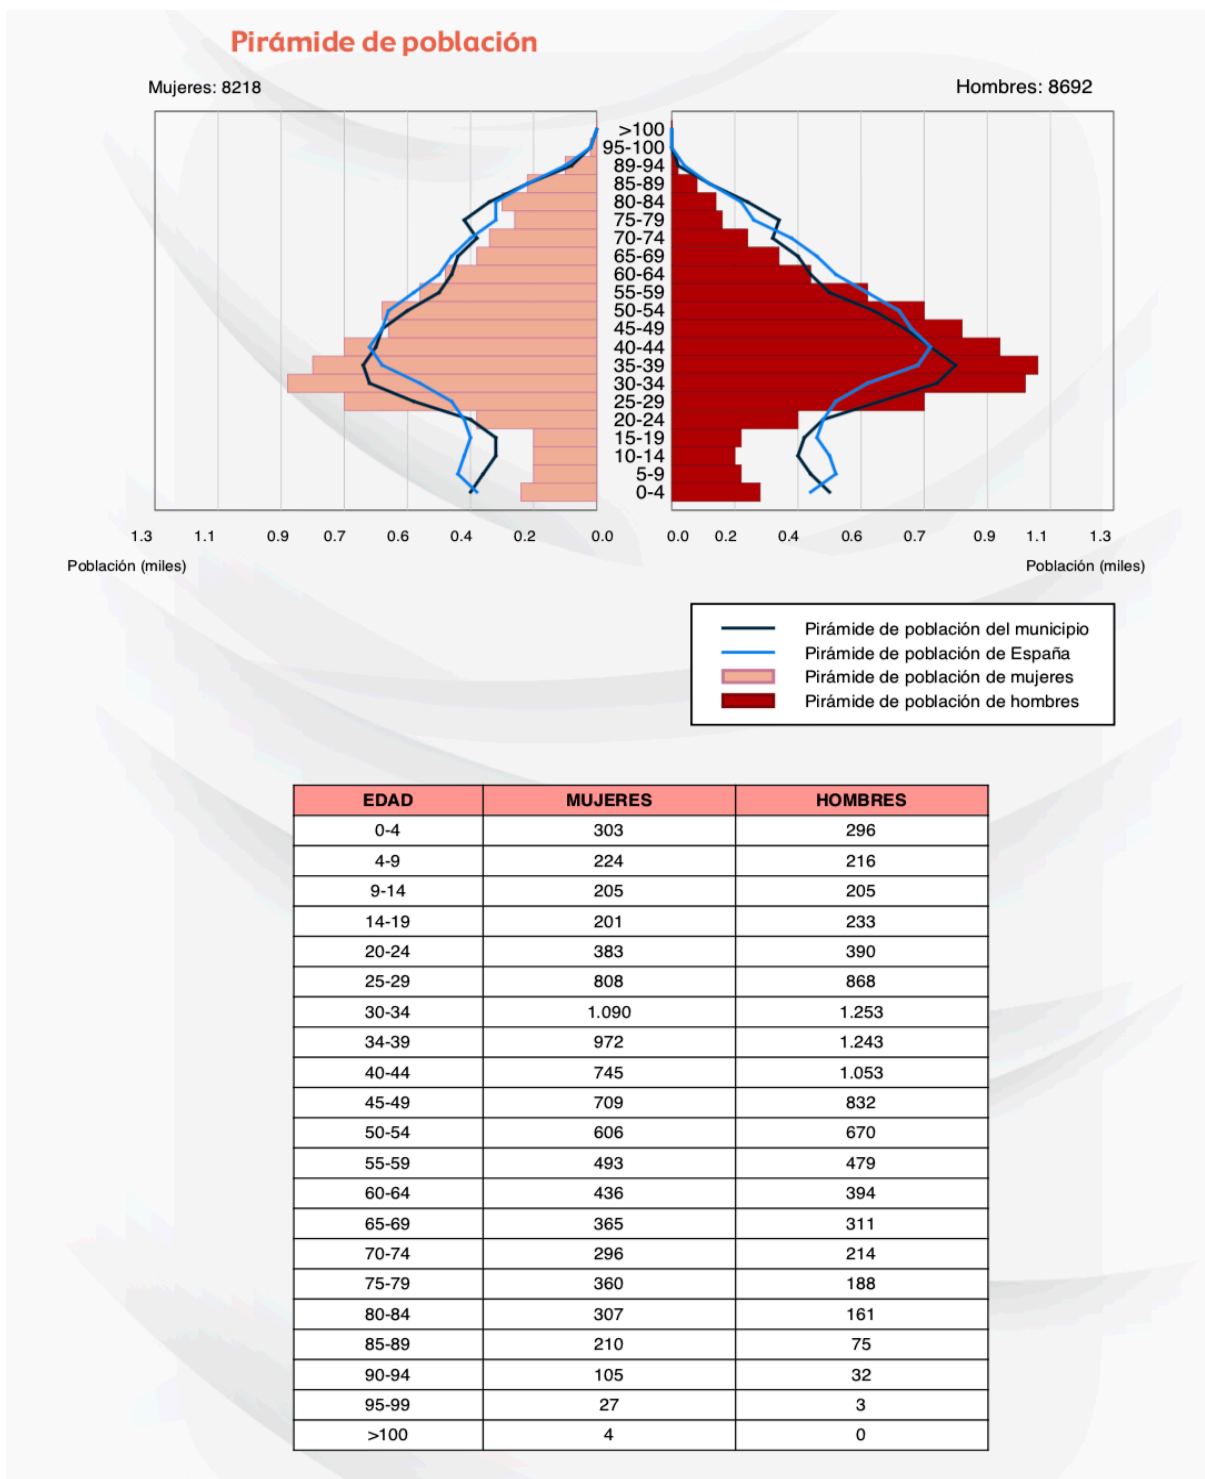 Pirámide de población
Mujeres: 8218 Hombres: 8692
>100
95-100
89-94
85-89
80-84
75-79
70-74
65-69
60-64
55-59
50-54
45-49
40-44
35-39
30-34
25-29
20-24
15-19
10-14
5-9
0-4
1.3 1.1 0.9 0.7 0.6 0.4 0.2 0.0 0.0 0.2 0.4 0.6 0.7 0.9 1.1 1.3
Población (miles) Población (miles)
Pirámide de población del municipio
Pirámide de población de España
Pirámide de población de mujeres
Pirámide de población de hombres
EDAD MUJERES HOMBRES
0-4 303 296
4-9 224 216
9-14 205 205
14-19 201 233
20-24 383 390
25-29 808 868
30-34 1.090 1.253
34-39 972 1.243
40-44 745 1.053
45-49 709 832
50-54 606 670
55-59 493 479
60-64 436 394
65-69 365 311
70-74 296 214
75-79 360 188
80-84 307 161
85-89 210 75
90-94 105 32
95-99 27 3
>100 4 0